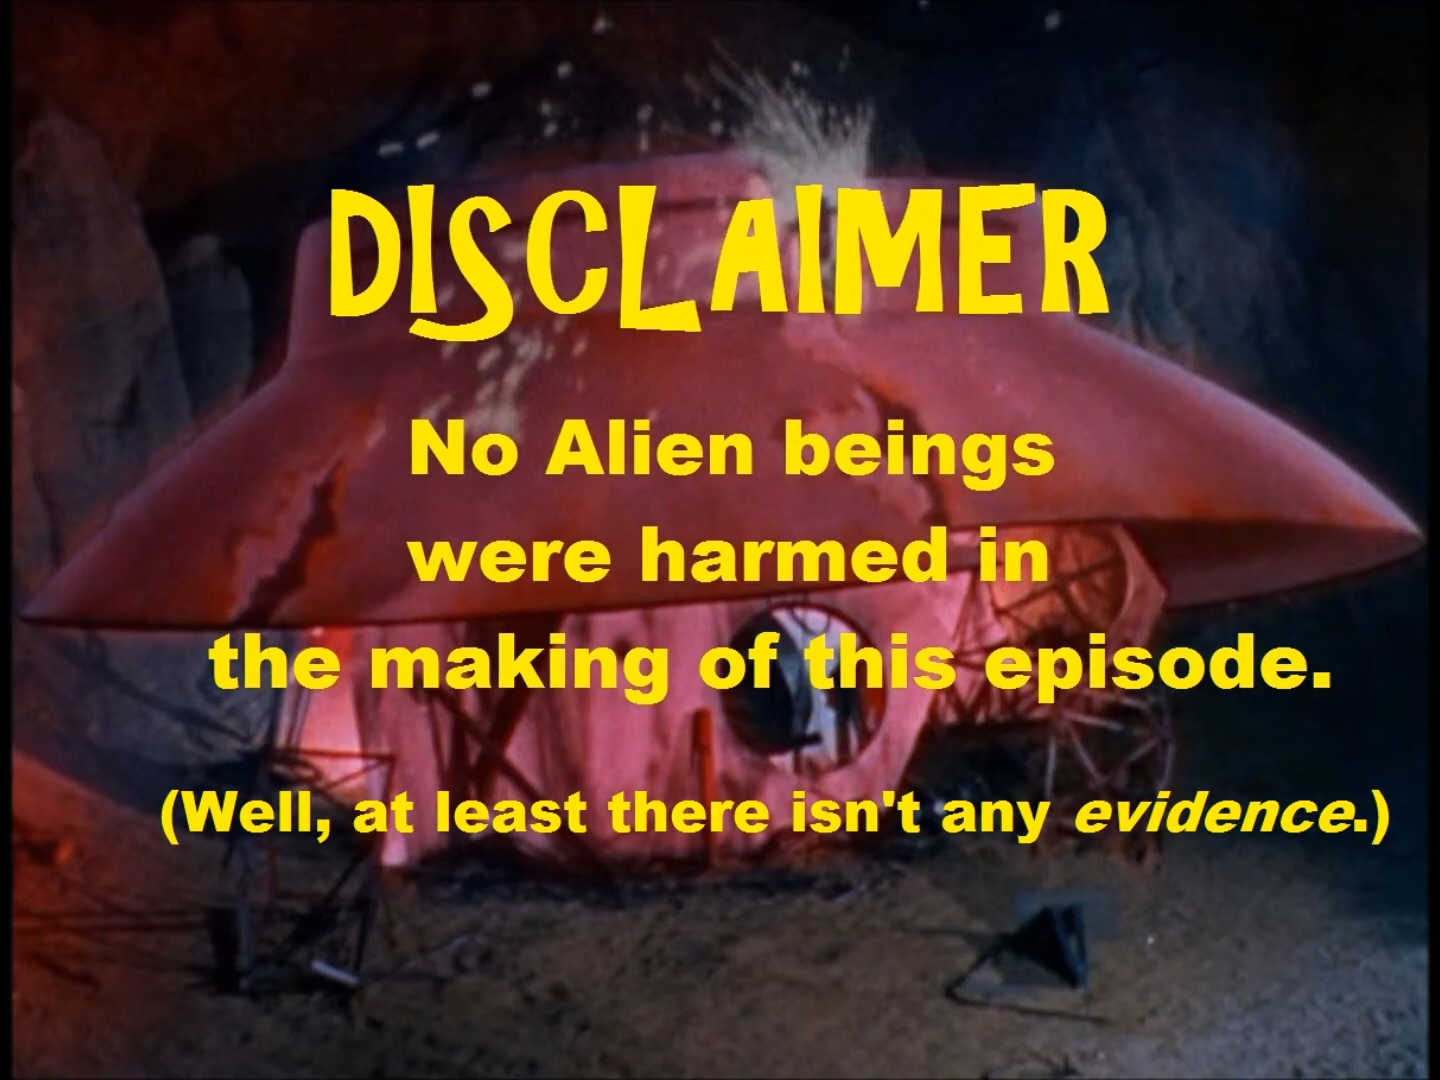 DISCLAIMER
No Alien beings
were harmed in
the making of this episode.
(Well, at least there isn't any evidence.)